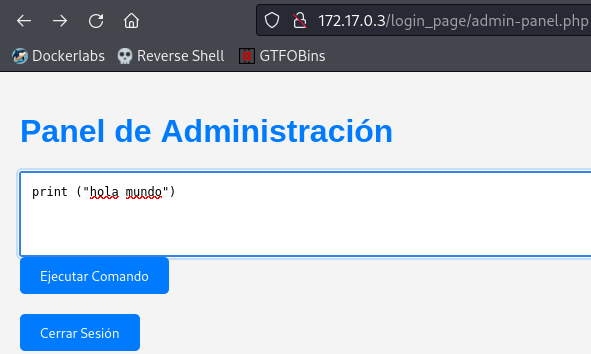 172.17.0.3/login_page/admin-panel.php
Dockerlabs Reverse Shell GTFOBins
Panel de Administración
print ("hola mundo")
Ejecutar Comando
Cerrar Sesión